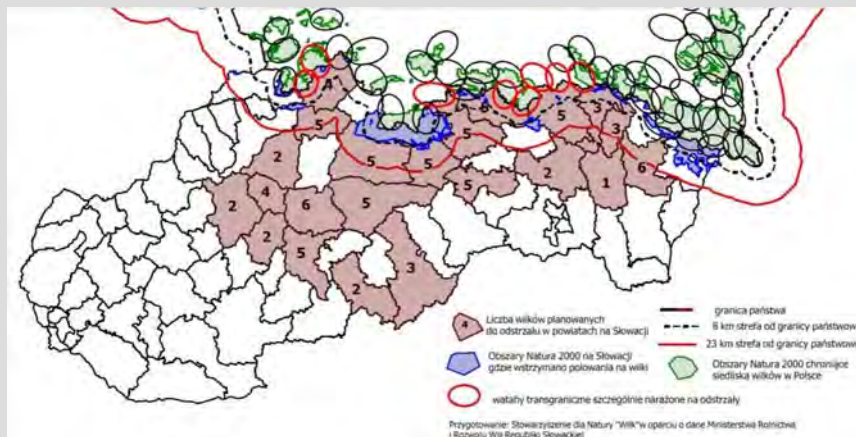 4
3
5
5
3
5
2
5
5
6
2
1
5
4
5
6
2
2
5
3
2
4
Liczba wilków planowanych
do odstrzału w powiatach na Słowacji
Obszary Natura 2000 na Słowacji
gdzie wstrzymano polowania na wilki
watahy transgraniczne szczególnie narażone na odstrzały
granica państwa
8 km strefa od granicy państwowe
23 km strefa od granicy państwowe
Obszary Natura 2000 chroniące
siedliska wilków w Polsce
Przygotowanie: Stowarzyszenie dla Natury "Wilk" w oparciu o dane Ministerstwa Rolnictwa
i Rozwoju Wsi Republiki Słowackiej